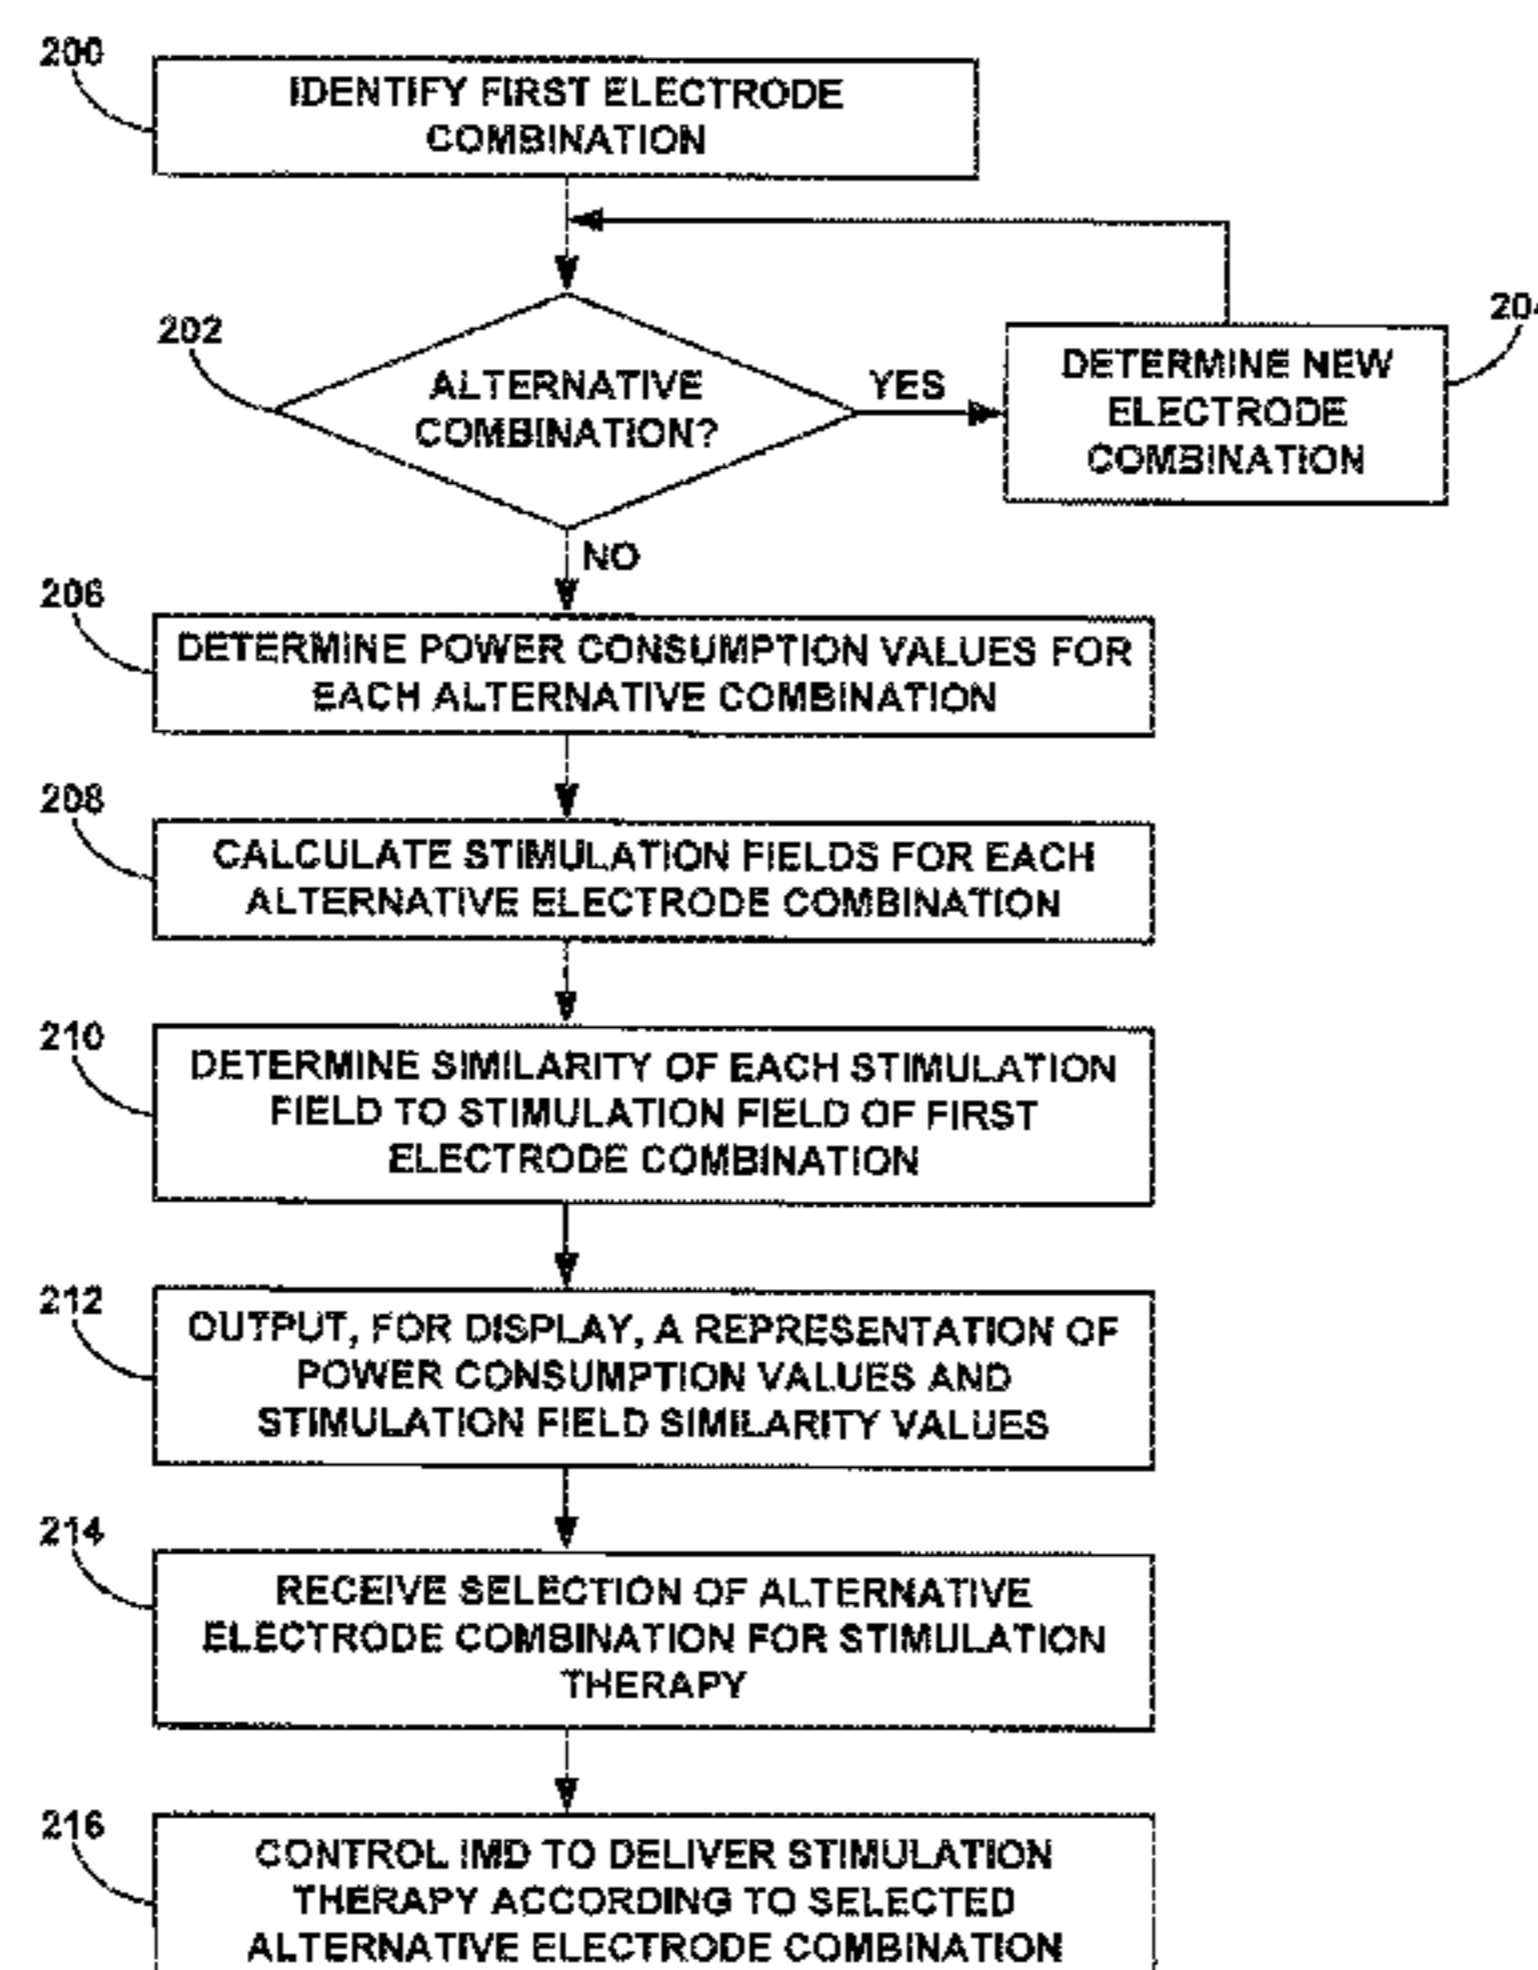 200
IDENTIFY FIRST ELECTRODE
COMBINATION
202
ALTERNATIVE
COMBINATION?
YES
DETERMINE NEW
ELECTRODE
COMBINATION
NO
206
DETERMINE POWER CONSUMPTION VALUES FOR
EACH ALTERNATIVE COMBINATION
208
CALCULATE STIMULATION FIELDS FOR EACH
ALTERNATIVE ELECTRODE COMBINATION
210
DETERMINE SIMILARITY OF EACH STIMULATION
FIELD TO STIMULATION FIELD OF FIRST
ELECTRODE COMBINATION
212
OUTPUT, FOR DISPLAY, A REPRESENTATION OF
POWER CONSUMPTION VALUES AND
STIMULATION FIELD SIMILARITY VALUES
214
RECEIVE SELECTION OF ALTERNATIVE
ELECTRODE COMBINATION FOR STIMULATION
THERAPY
216
CONTROL IMD TO DELIVER STIMULATION
THERAPY ACCORDING TO SELECTED
ALTERNATIVE ELECTRODE COMBINATION